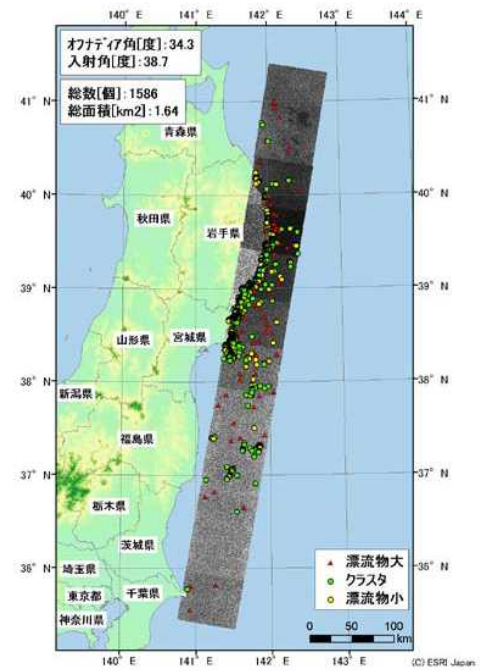 140° E 141° E 142° E 143° E 144° E
オフナディア角[度]:34.3
入射角[度]:38.7
総数[個]:1586
総面積[km2]:1.64
41° N
41° N
青森県
40° N
40° N
秋田県
岩手県
39° N
39° N
山形県
宮城県
38° N
38° N
新潟県
福島県
37° N
37° N
栃木県
茨城県
36° N
35° N
埼玉県
東京都
千葉県
神奈川県
漂流物大
クラスタ
漂流物小
0 50 100
km
140° E 141° E 142° E 143° E
(C) ESRI Japan